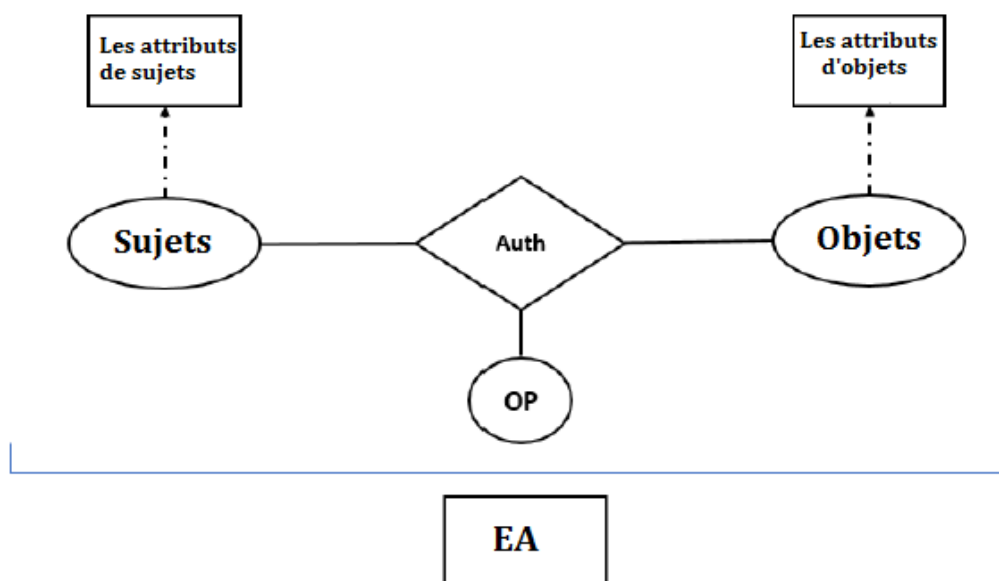 Les attributs
de sujets
Les attributs
d'objets
Sujets
Auth
Objets
OP
EA